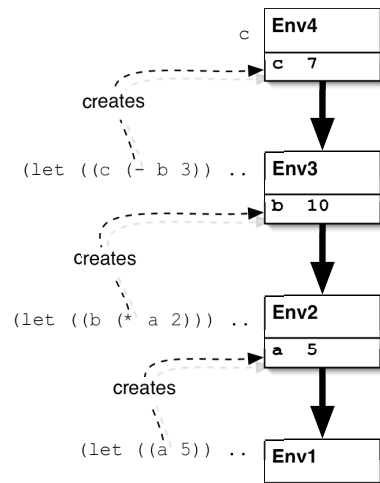 c
Env4
c 7
creates
(let ((c (- b 3)) ..
Env3
b 10
creates
(let ((b (* a 2))) ..
Env2
a 5
creates
(let ((a 5)) ..
Env1